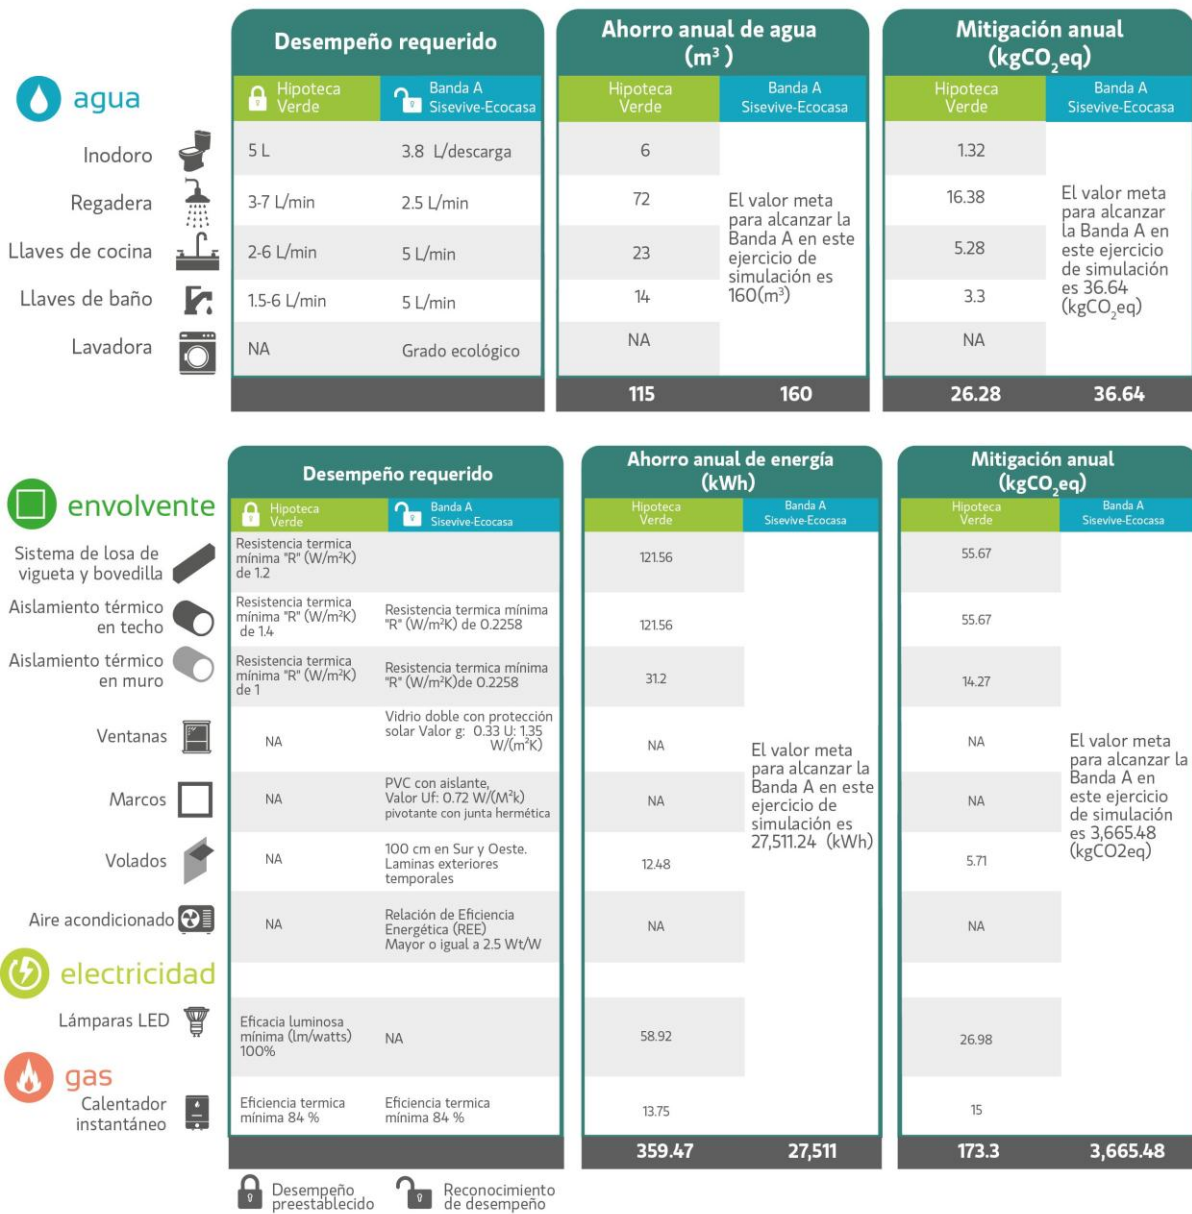 Desempeño requerido
Ahorro anual de agua
(m³ )
Mitigación anual
(kgCO₂eq)
agua
Hipoteca
Verde
Banda A
Sisevive-Ecocasa
Hipoteca
Verde
Banda A
Sisevive-Ecocasa
Hipoteca
Verde
Banda A
Sisevive-Ecocasa
Inodoro
5 L
3.8 L/descarga
6
1.32
Regadera
3-7 L/min
2.5 L/min
72
16.38
Llaves de cocina
2-6 L/min
5 L/min
23
5.28
Llaves de baño
1.5-6 L/min
5 L/min
14
3.3
Lavadora
NA
Grado ecológico
NA
NA
El valor meta
para alcanzar la
Banda A en este
ejercicio de
simulación es
160(m³)
El valor meta
para alcanzar
la Banda A en
este ejercicio
de simulación
es 36.64
(kgCO₂eq)
115
160
26.28
36.64
Desempeño requerido
Ahorro anual de energía
(kWh)
Mitigación anual
(kgCO₂eq)
envolvente
Hipoteca
Verde
Banda A
Sisevive-Ecocasa
Hipoteca
Verde
Banda A
Sisevive-Ecocasa
Hipoteca
Verde
Banda A
Sisevive-Ecocasa
Sistema de losa de
vigueta y bovedilla
Resistencia termica
mínima "R" (W/m²K)
de 1.2
121.56
55.67
Aislamiento térmico
en techo
Resistencia termica
mínima "R" (W/m²K)
de 1.4
Resistencia termica mínima
"R" (W/m²K) de 0.2258
121.56
55.67
Aislamiento térmico
en muro
Resistencia termica
mínima "R" (W/m²K)
de 1
Resistencia termica mínima
"R" (W/m²K)de 0.2258
31.2
14.27
Ventanas
NA
Vidrio doble con protección
solar Valor g: 0.33 U: 1.35
W/(m²K)
NA
NA
Marcos
NA
PVC con aislante,
Valor Uf: 0.72 W/(M²k)
pivotante con junta hermética
NA
NA
Volados
NA
100 cm en Sur y Oeste.
Laminas exteriores
temporales
12.48
5.71
Aire acondicionado
NA
Relación de Eficiencia
Energética (REE)
Mayor o igual a 2.5 Wt/W
NA
NA
El valor meta
para alcanzar la
Banda A en este
ejercicio de
simulación es
27,511.24 (kWh)
El valor meta
para alcanzar la
Banda A en
este ejercicio
de simulación
es 3,665.48
(kgCO2eq)
electricidad
Lámparas LED
Eficacia luminosa
mínima (lm/watts)
100%
NA
58.92
26.98
gas
Calentador
instantáneo
Eficiencia termica
mínima 84 %
Eficiencia termica
mínima 84 %
13.75
15
359.47
27,511
173.3
3,665.48
Desempeño
preestablecido
Reconocimiento
de desempeño